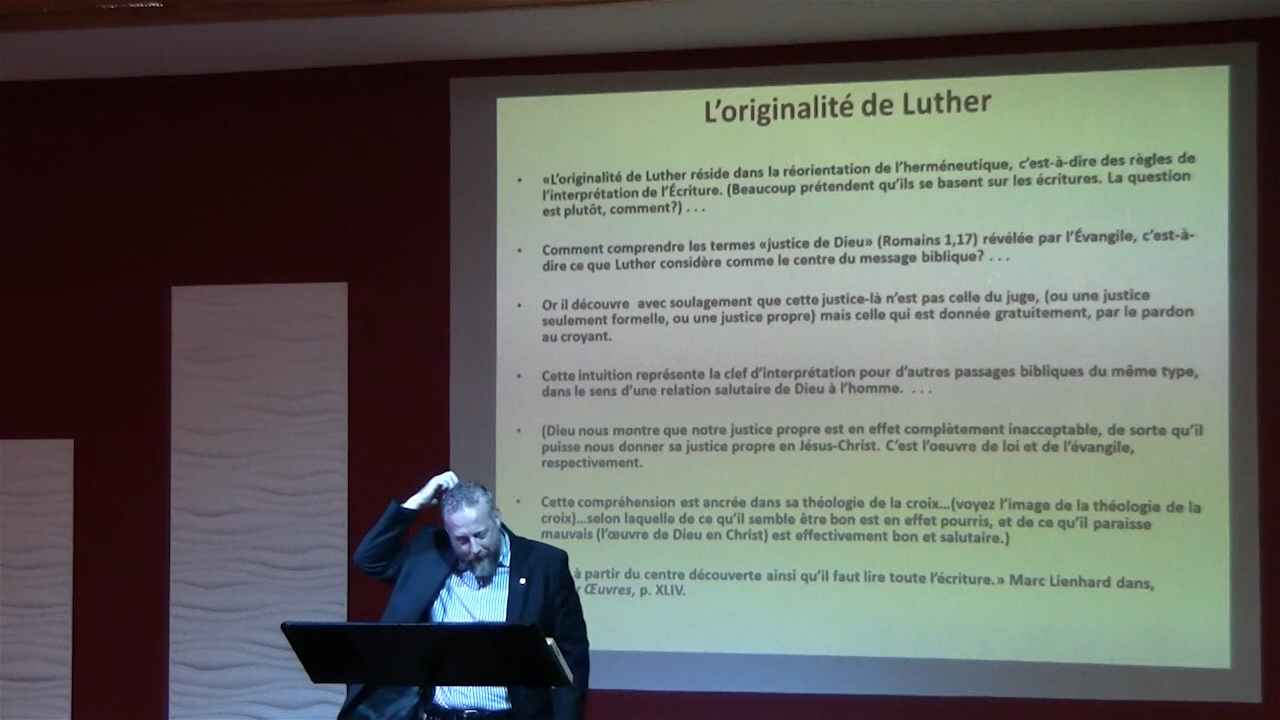 L'originalité de Luther
• «L'originalité de Luther réside dans la réorientation de l'herméneutique, c'est-à-dire des règles de
l'interprétation de l'Écriture. (Beaucoup prétendent qu'ils se basent sur les écritures. La question
est plutôt, comment?) . . .
• Comment comprendre les termes «justice de Dieu» (Romains 1,17) révélée par l'Évangile, c'est-à-
dire ce que Luther considère comme le centre du message biblique? . . .
• Or il découvre avec soulagement que cette justice-là n'est pas celle du juge, (ou une justice
seulement formelle, ou une justice propre) mais celle qui est donnée gratuitement, par le pardon
au croyant.
• Cette intuition représente la clef d'interprétation pour d'autres passages bibliques du même type,
dans le sens d'une relation salutaire de Dieu à l'homme. . . .
• (Dieu nous montre que notre justice propre est en effet complètement inacceptable, de sorte qu'il
puisse nous donner sa justice propre en Jésus-Christ. C'est l'oeuvre de loi et de l'évangile,
respectivement.
• Cette compréhension est ancrée dans sa théologie de la croix...(voyez l'image de la théologie de la
croix)...selon laquelle de ce qu'il semble être bon est en effet pourris, et de ce qu'il paraisse
mauvais (l'œuvre de Dieu en Christ) est effectivement bon et salutaire.)
à partir du centre découverte ainsi qu'il faut lire toute l'écriture.» Marc Lienhard dans,
Œuvres, p. XLIV.